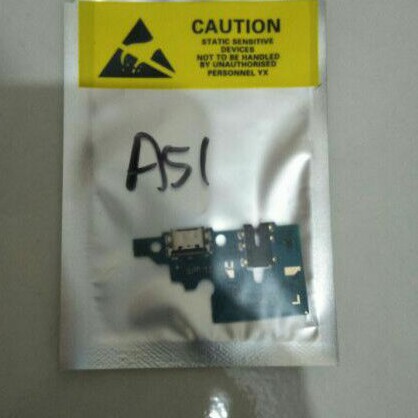 CAUTION
STATIC SENSITIVE
DEVICES
NOT TO BE HANDLED
BY UNAUTHORISED
PERSONNEL YX
A51